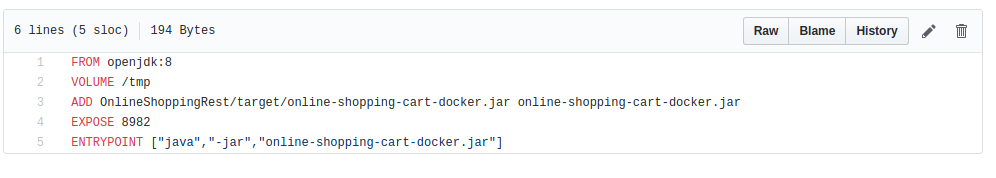 6 lines (5 sloc) 194 Bytes Raw Blame History
1 FROM openjdk:8
2 VOLUME /tmp
3 ADD OnlineShoppingRest/target/online-shopping-cart-docker.jar online-shopping-cart-docker.jar
4 EXPOSE 8982
5 ENTRYPOINT ["java","-jar","online-shopping-cart-docker.jar"]